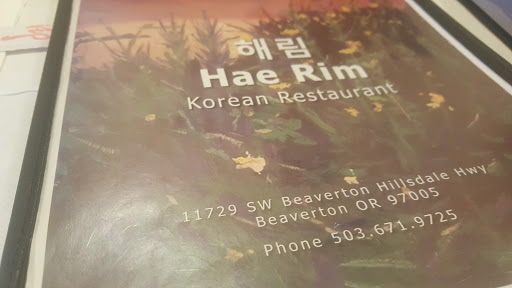 해림
Hae Rim
Korean Restaurant
11729 SW Beaverton Hillsdale Hwy
Beaverton OR 97005
Phone 503.671.9725